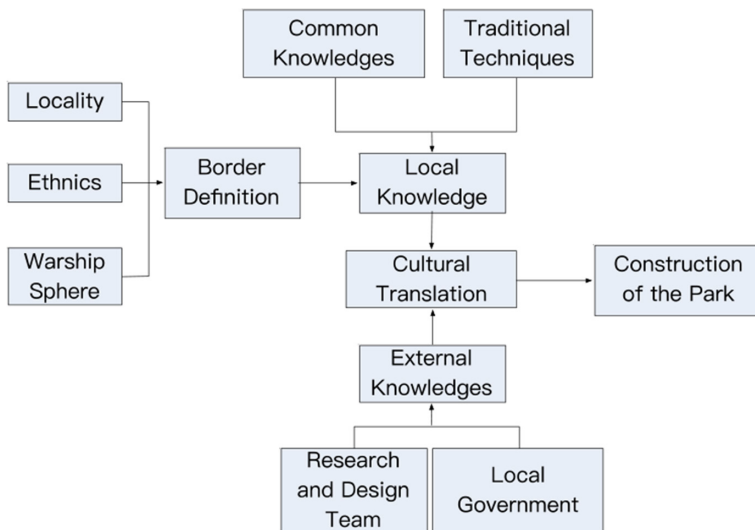 Common
Knowledges
Traditional
Techniques
Locality
Ethnics
Warship
Sphere
Border
Definition
Local
Knowledge
Cultural
Translation
Construction
of the Park
External
Knowledges
Research
and Design
Team
Local
Government